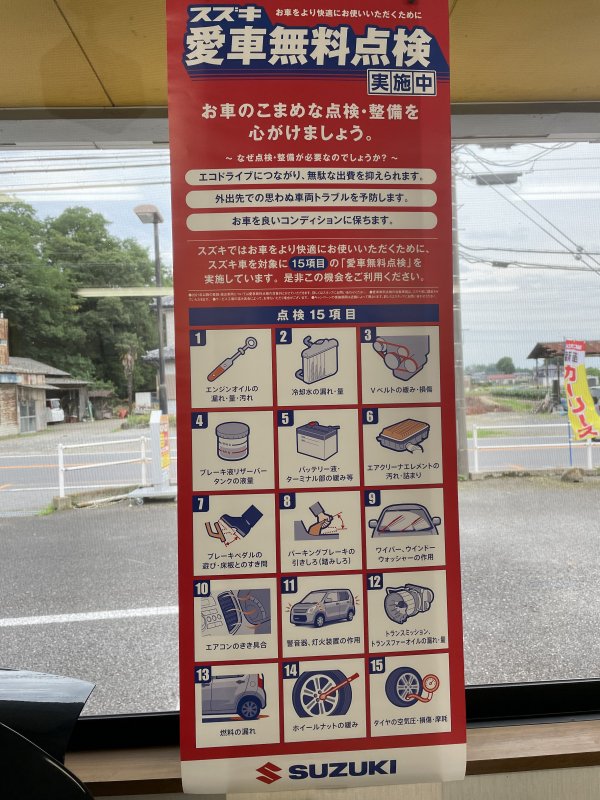 スズキ
お車をより快適にお使いいただくために
愛車無料点検
実施中
お車のこまめな点検・整備を
心がけましょう。
～ なぜ点検・整備が必要なのでしょうか？ ～
エコドライブにつながり、無駄な出費を抑えられます。
外出先での思わぬ車両トラブルを予防します。
お車を良いコンディションに保ちます。
スズキではお車をより快適にお使いいただくために、
スズキ車を対象に 15項目 の「愛車無料点検」を
実施しています。是非この機会をご利用ください。
点検15項目
1
エンジンオイルの
漏れ・量・汚れ
2
冷却水の漏れ・量
3
Vベルトの緩み・損傷
4
ブレーキ液リザーバー
タンクの液量
5
バッテリー液・
ターミナル部の緩み等
6
エアクリーナエレメントの
汚れ・詰まり
7
ブレーキペダルの
遊び・床板とのすき間
8
パーキングブレーキの
引きしろ（踏みしろ）
9
ワイパー、ウインドー
ウォッシャーの作用
10
エアコンのきき具合
11
警音器、灯火装置の作用
12
トランスミッション、
トランスファーオイルの漏れ・量
13
燃料の漏れ
14
ホイールナットの緩み
15
タイヤの空気圧・損傷・摩耗
SUZUKI
カーリース